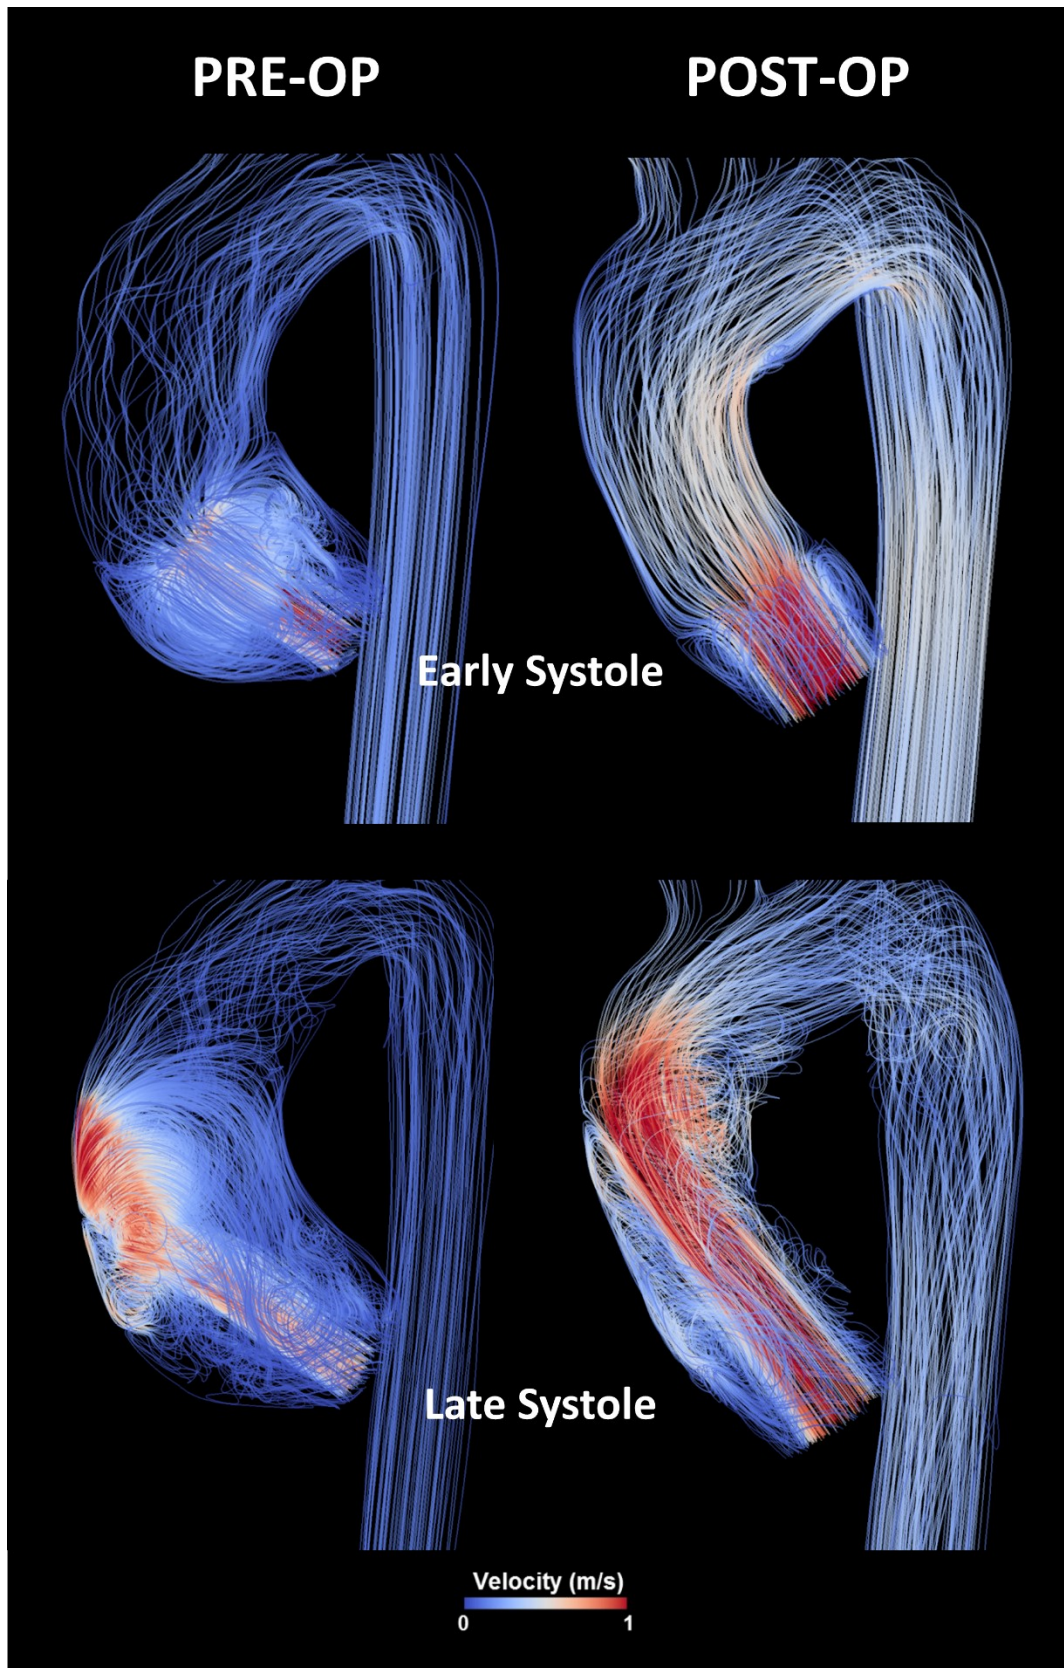 PRE-OP POST-OP
Early Systole
Late Systole
Velocity (m/s)
0 1